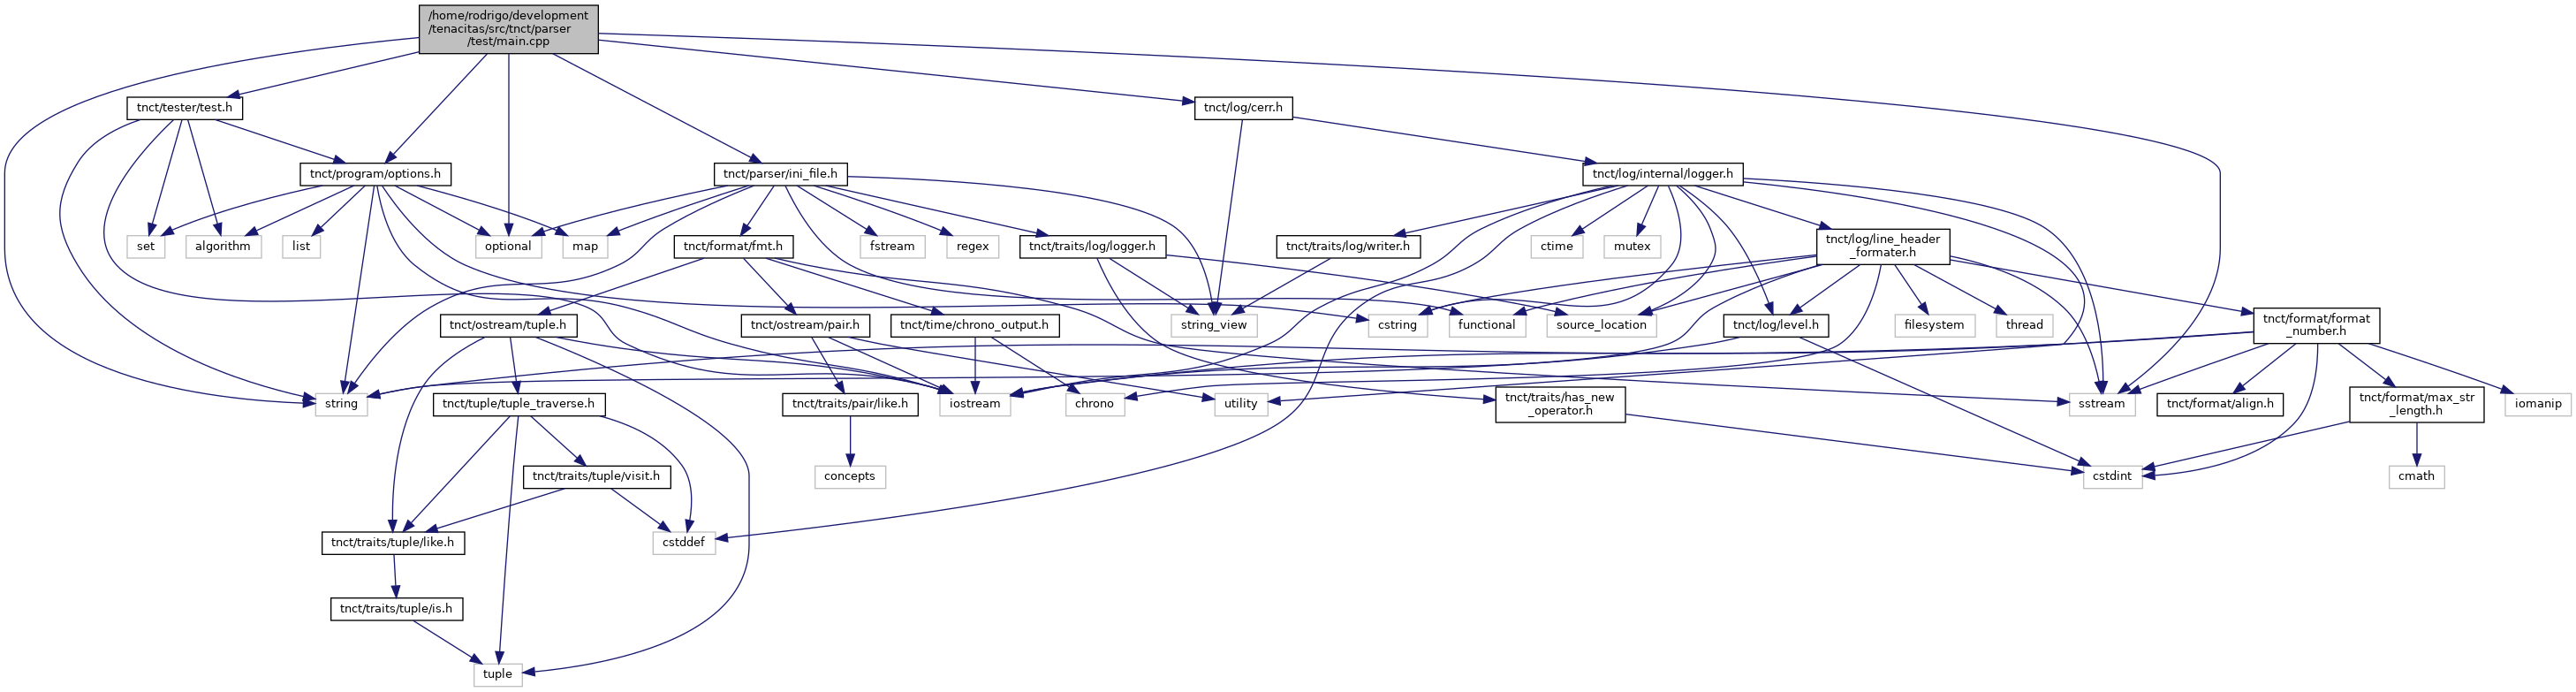 /home/rodrigo/development
/tenacitas/src/tnct/parser
/test/main.cpp
tnct/tester/test.h
tnct/log/cerr.h
tnct/program/options.h
tnct/parser/ini_file.h
tnct/log/internal/logger.h
set
algorithm
list
optional
map
tnct/format/fmt.h
fstream
regex
tnct/traits/log/logger.h
tnct/traits/log/writer.h
ctime
mutex
tnct/log/line_header
_formater.h
tnct/ostream/tuple.h
tnct/ostream/pair.h
tnct/time/chrono_output.h
string_view
cstring
functional
source_location
tnct/log/level.h
filesystem
thread
tnct/format/format
_number.h
string
tnct/tuple/tuple_traverse.h
tnct/traits/pair/like.h
iostream
chrono
utility
tnct/traits/has_new
_operator.h
sstream
tnct/format/align.h
tnct/format/max_str
_length.h
iomanip
tnct/traits/tuple/visit.h
concepts
cstdint
cmath
tnct/traits/tuple/like.h
cstddef
tnct/traits/tuple/is.h
tuple